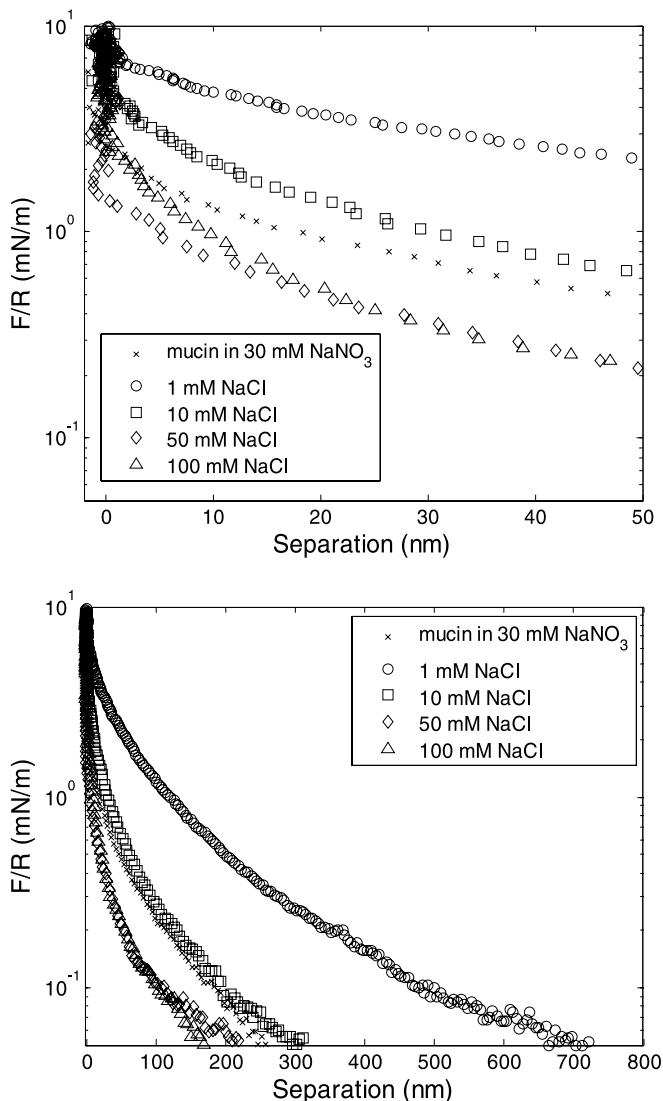 10^1
10^0
10^-1
F/R (mN/m)
mucin in 30 mM NaNO3
1 mM NaCl
10 mM NaCl
50 mM NaCl
100 mM NaCl
0 10 20 30 40 50
Separation (nm)
10^1
10^0
10^-1
F/R (mN/m)
mucin in 30 mM NaNO3
1 mM NaCl
10 mM NaCl
50 mM NaCl
100 mM NaCl
0 100 200 300 400 500 600 700 800
Separation (nm)